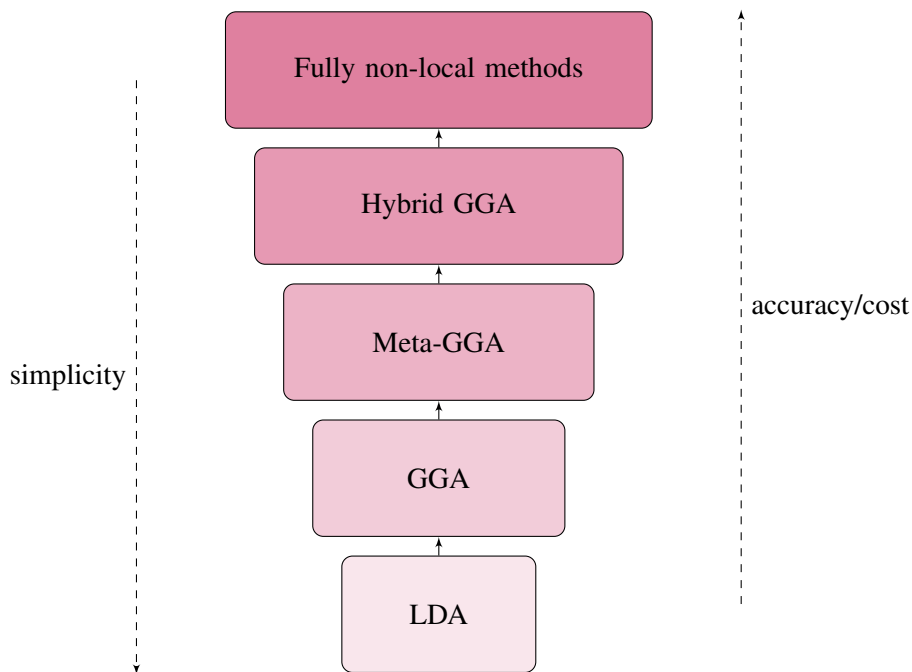 Fully non-local methods
Hybrid GGA
accuracy/cost
Meta-GGA
simplicity
GGA
LDA